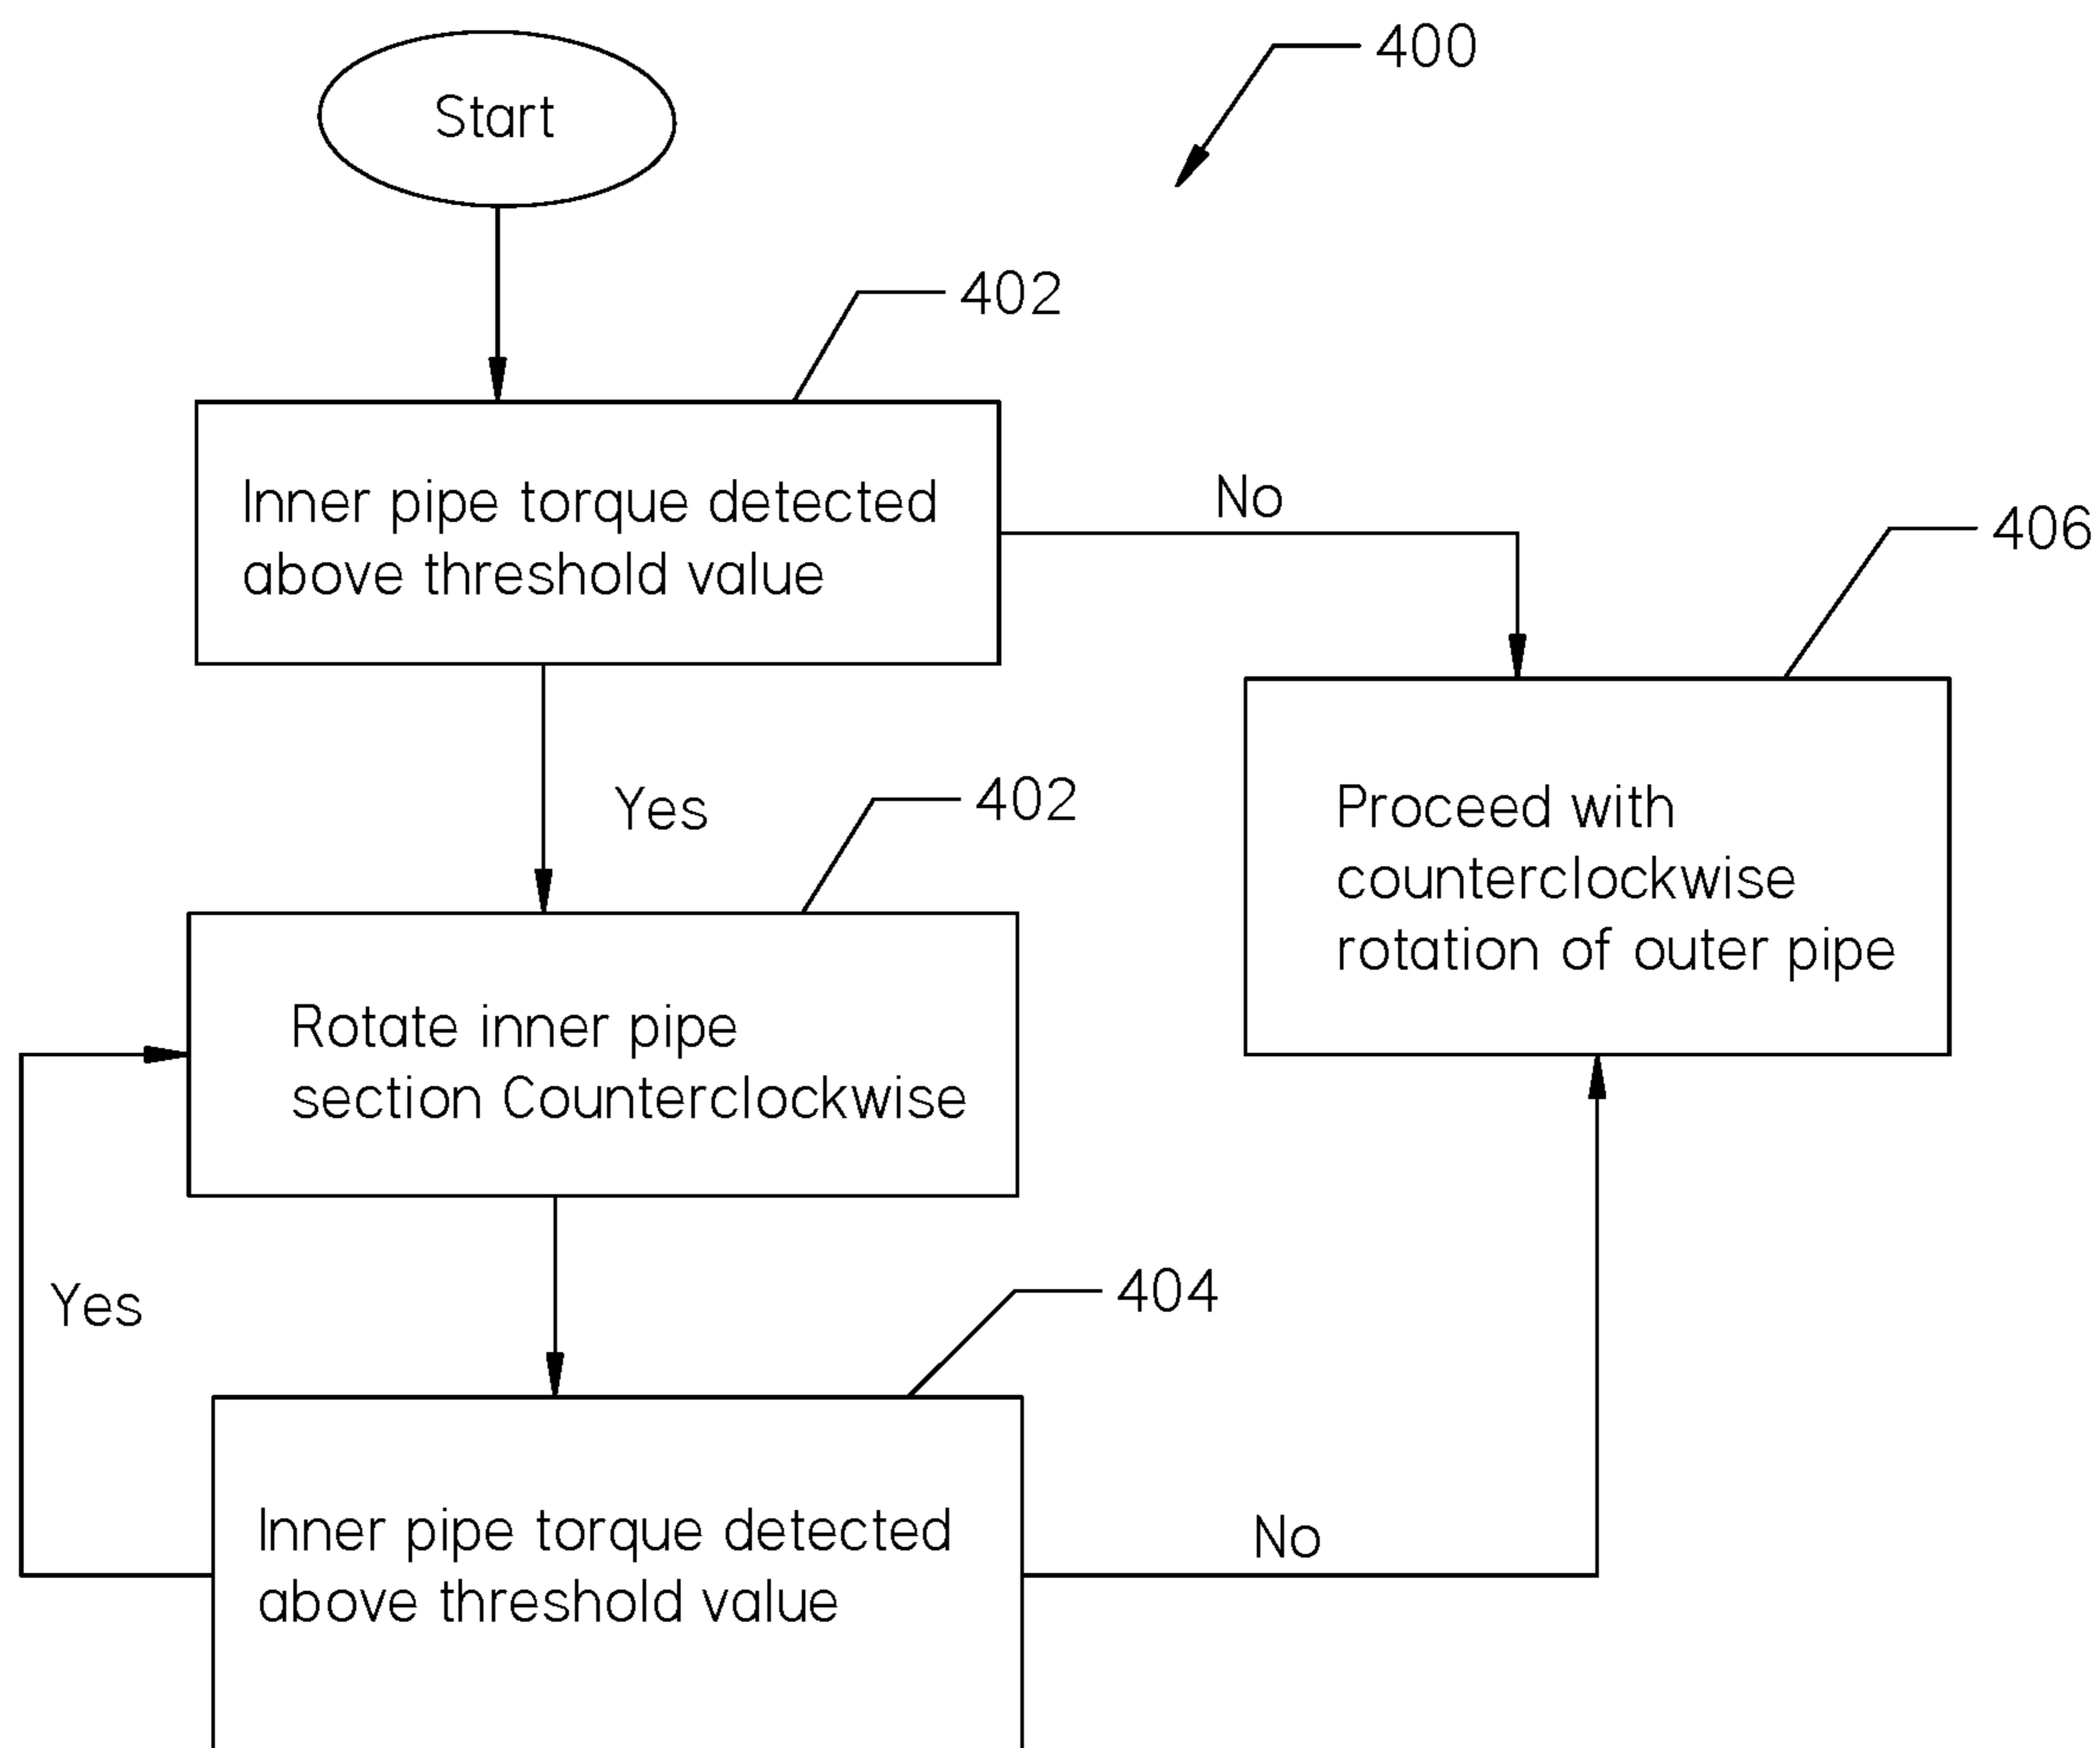 Start
400
402
Inner pipe torque detected
above threshold value
No
406
Yes
402
Proceed with
counterclockwise
rotation of outer pipe
Rotate inner pipe
section Counterclockwise
Yes
404
Inner pipe torque detected
above threshold value
No